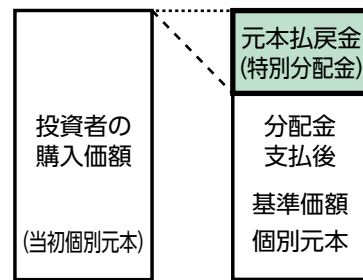 投資者の
購入価額
(当初個別元本)
元本払戻金
(特別分配金)
分配金
支払後
基準価額
個別元本